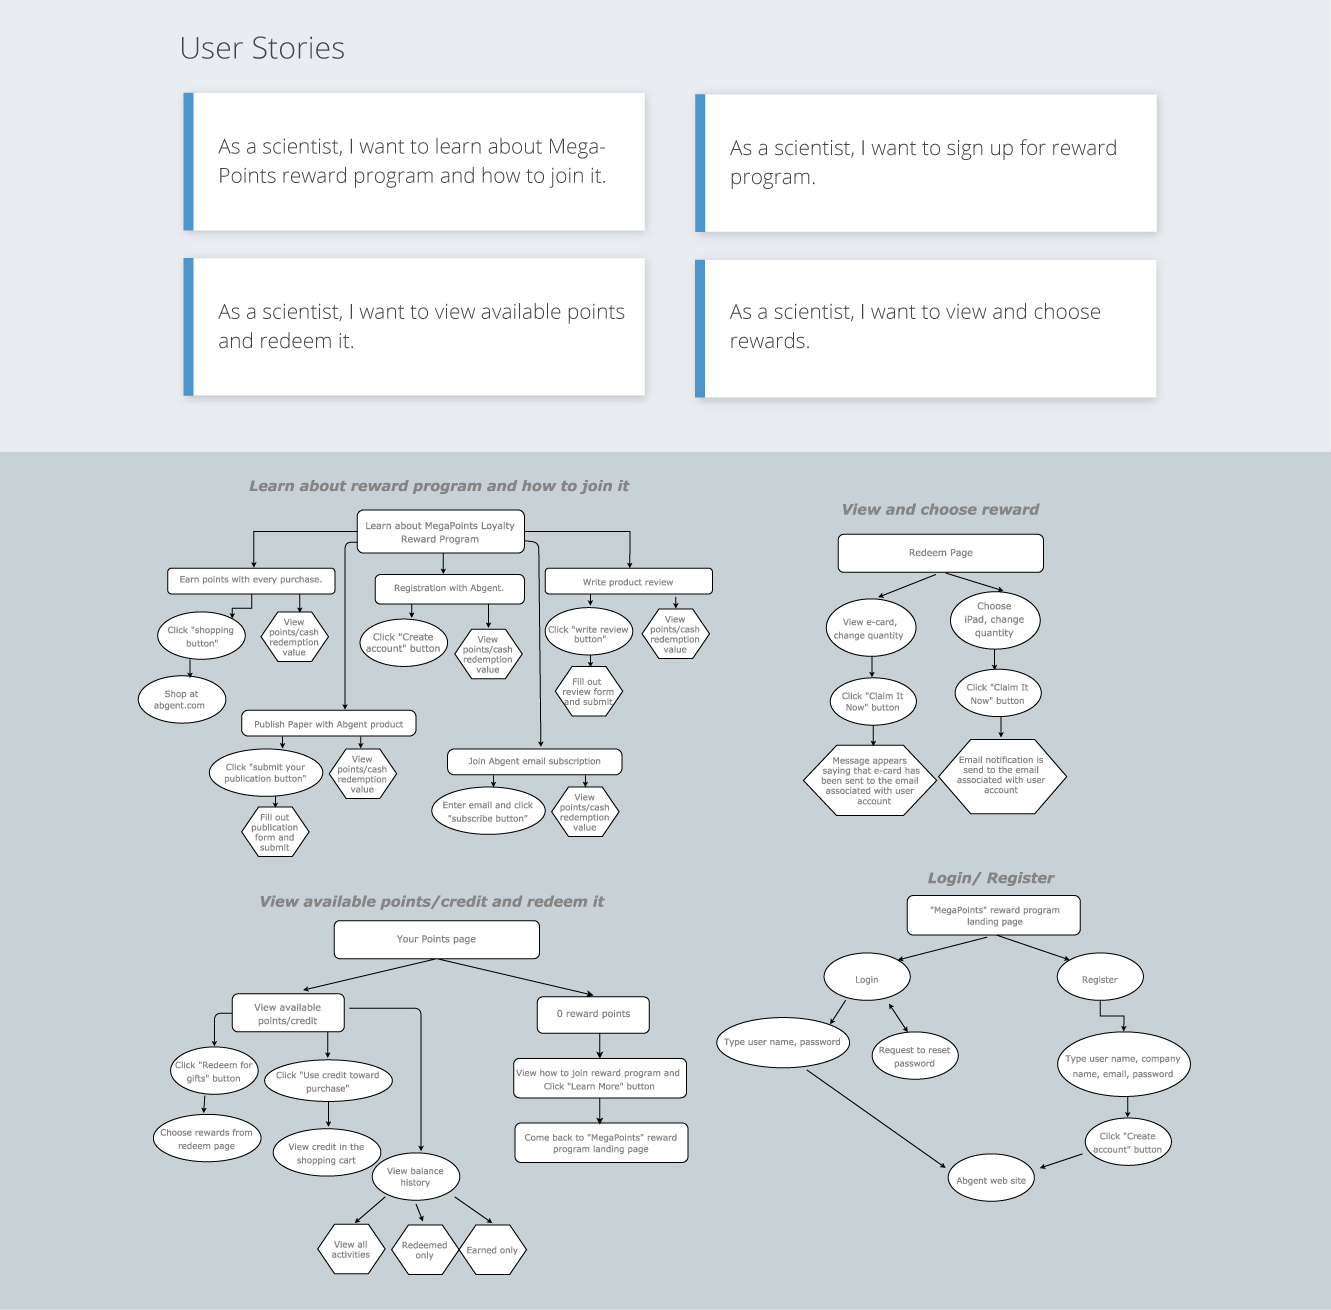 User Stories
As a scientist, I want to learn about Mega-
Points reward program and how to join it.
As a scientist, I want to sign up for reward
program.
As a scientist, I want to view available points
and redeem it.
As a scientist, I want to view and choose
rewards.
Learn about reward program and how to join it
Learn about MegaPoints Loyalty
Reward Program
Earn points with every purchase.
Click "shopping
button"
Shop at
abgent.com
View
points/cash
redemption
value
Registration with Abgent.
Click "Create
account" button
View
points/cash
redemption
value
Write product review
Click "write review
button"
Fill out
review form
and submit
View
points/cash
redemption
value
Publish Paper with Abgent product
Click "submit your
publication button"
Fill out
publication
form and
submit
View
points/cash
redemption
value
Join Abgent email subscription
Enter email and click
"subscribe button"
View
points/cash
redemption
value
View and choose reward
Redeem Page
View e-card,
change quantity
Click "Claim It
Now" button
Message appears
saying that e-card has
been sent to the email
associated with user
account
Choose
iPad, change
quantity
Click "Claim It
Now" button
Email notification is
send to the email
associated with user
account
View available points/credit and redeem it
Your Points page
View available
points/credit
Click "Redeem for
gifts" button
Choose rewards from
redeem page
Click "Use credit toward
purchase"
View credit in the
shopping cart
View balance
history
View all
activities
Redeemed
only
Earned only
0 reward points
View how to join reward program and
Click "Learn More" button
Come back to "MegaPoints" reward
program landing page
Login/ Register
"MegaPoints" reward program
landing page
Login
Type user name, password
Request to reset
password
Register
Type user name, company
name, email, password
Click "Create
account" button
Abgent web site